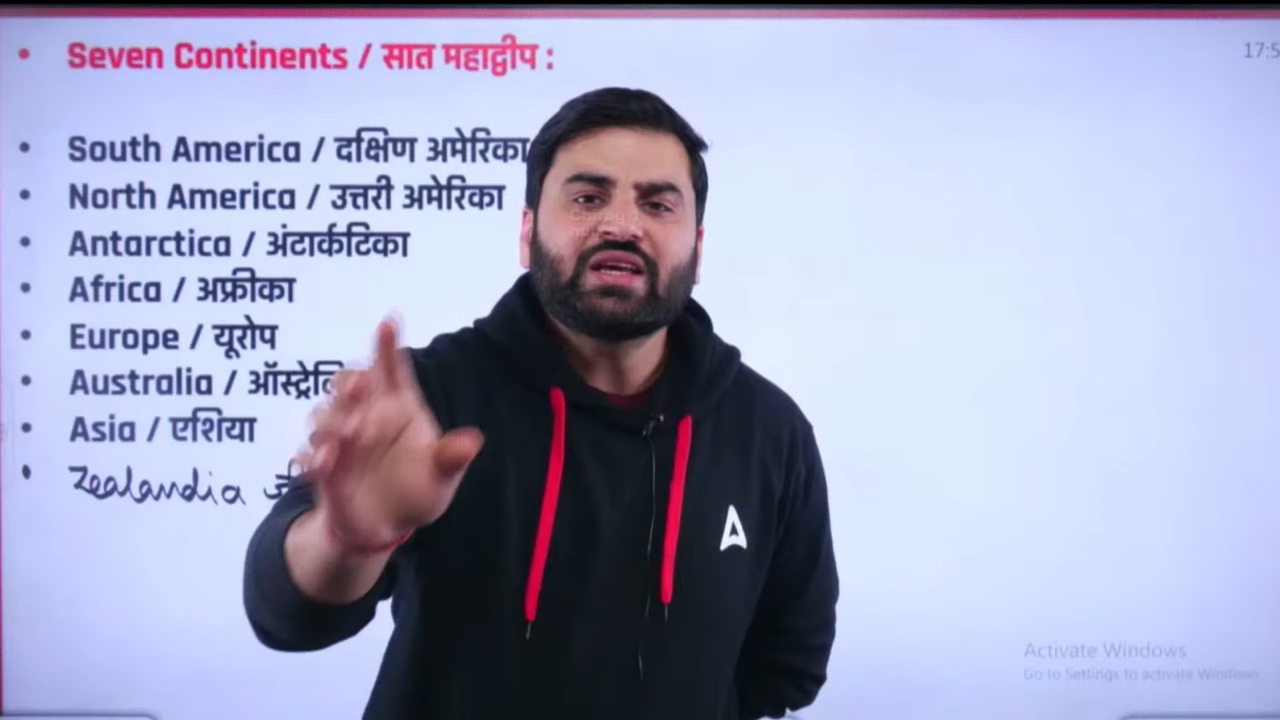 • Seven Continents / सात महाद्वीप :
17:5
• South America / दक्षिण अमेरिका
• North America / उत्तरी अमेरिका
• Antarctica / अंटार्कटिका
• Africa / अफ्रीका
• Europe / यूरोप
• Australia /
• Asia / एशिया
• Zealandia
Activate Windows
Go to Settings to activate Windows.